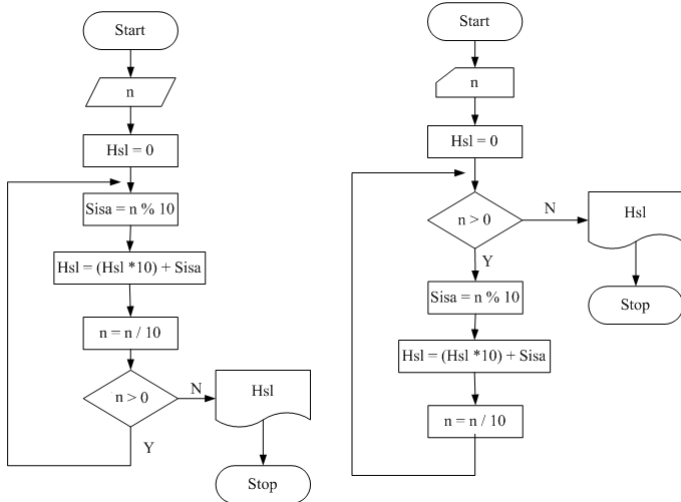 Start
n
Hsl = 0
Sisa = n % 10
Hsl = (Hsl *10) + Sisa
n = n / 10
n > 0
N
Hsl
Y
Stop
Start
n
Hsl = 0
n > 0
N
Hsl
Y
Stop
Sisa = n % 10
Hsl = (Hsl *10) + Sisa
n = n / 10